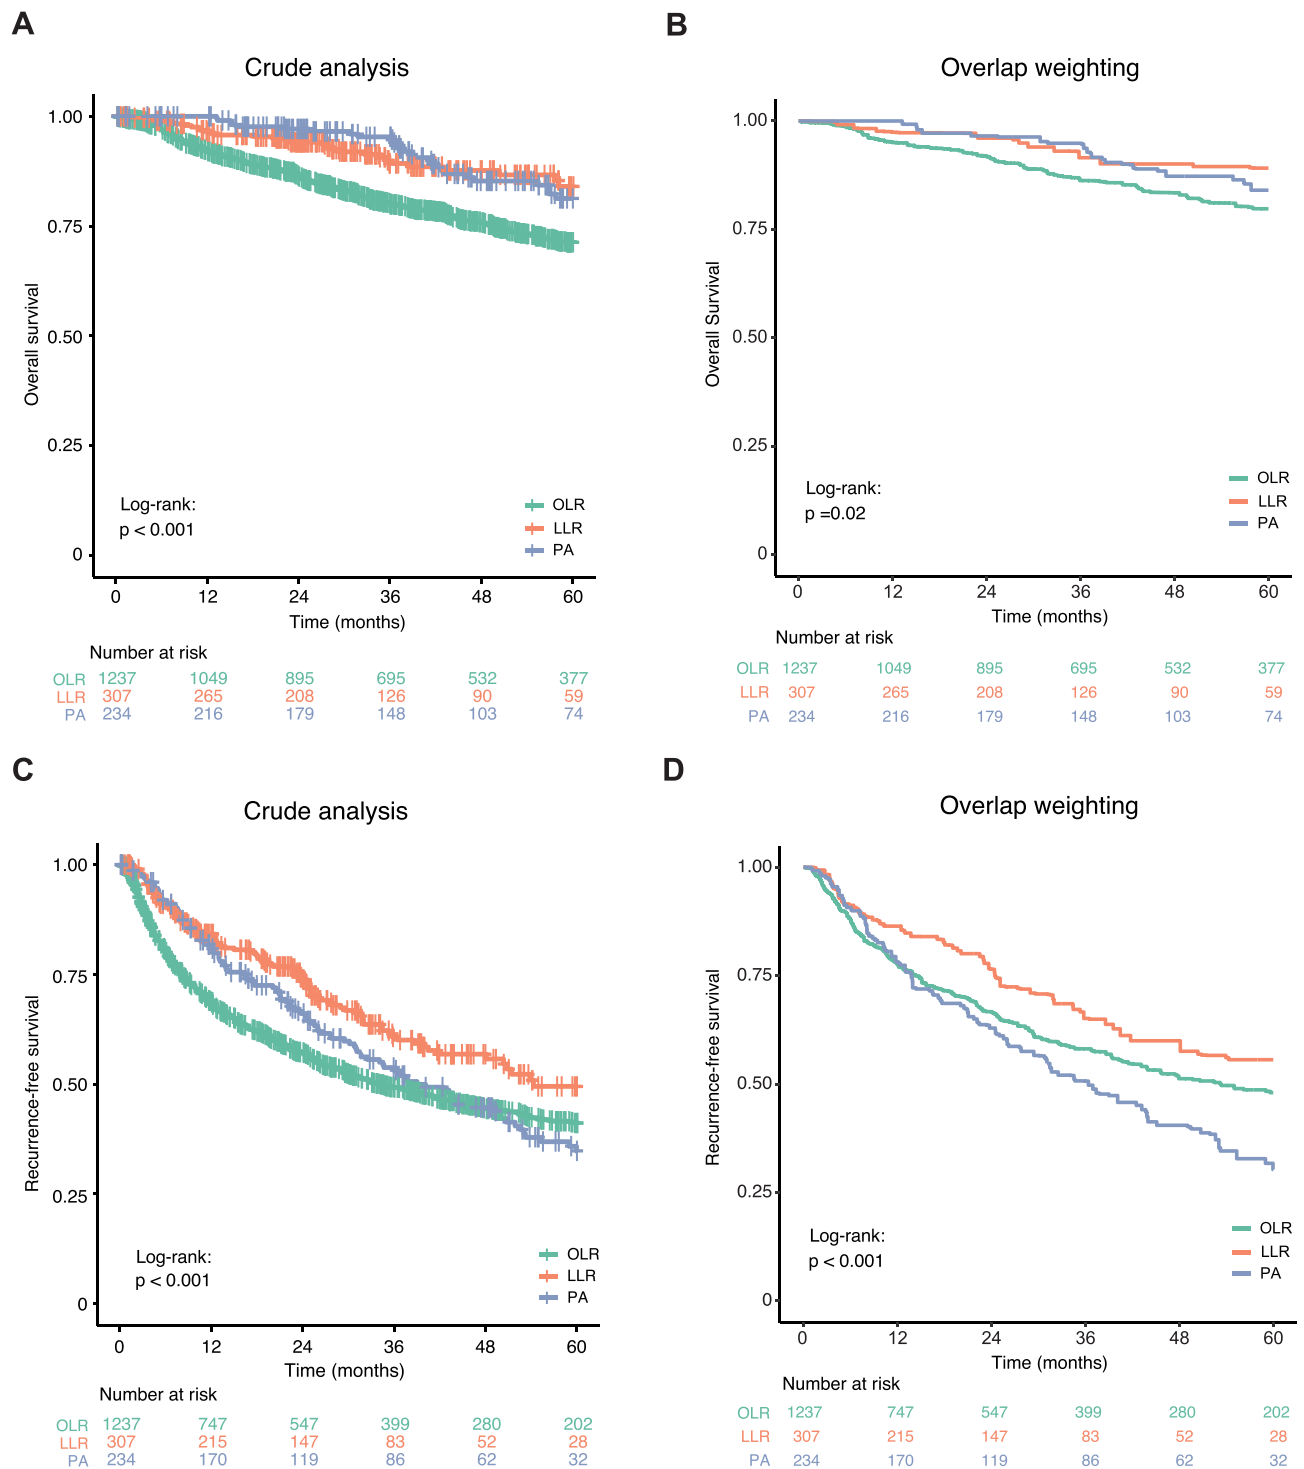 A
Crude analysis
Overall survival
1.00
0.75
0.50
0.25
0
Log-rank:
p < 0.001
OLR
LLR
PA
0 12 24 36 48 60
Time (months)
Number at risk
OLR 1237 1049 895 695 532 377
LLR 307 265 208 126 90 59
PA 234 216 179 148 103 74
B
Overlap weighting
Overall Survival
1.00
0.75
0.50
0.25
0
Log-rank:
p =0.02
OLR
LLR
PA
0 12 24 36 48 60
Time (months)
Number at risk
OLR 1237 1049 895 695 532 377
LLR 307 265 208 126 90 59
PA 234 216 179 148 103 74
C
Crude analysis
Recurrence-free survival
1.00
0.75
0.50
0.25
0
Log-rank:
p < 0.001
OLR
LLR
PA
0 12 24 36 48 60
Time (months)
Number at risk
OLR 1237 747 547 399 280 202
LLR 307 215 147 83 52 28
PA 234 170 119 86 62 32
D
Overlap weighting
Recurrence-free survival
1.00
0.75
0.50
0.25
0
Log-rank:
p < 0.001
OLR
LLR
PA
0 12 24 36 48 60
Time (months)
Number at risk
OLR 1237 747 547 399 280 202
LLR 307 215 147 83 52 28
PA 234 170 119 86 62 32